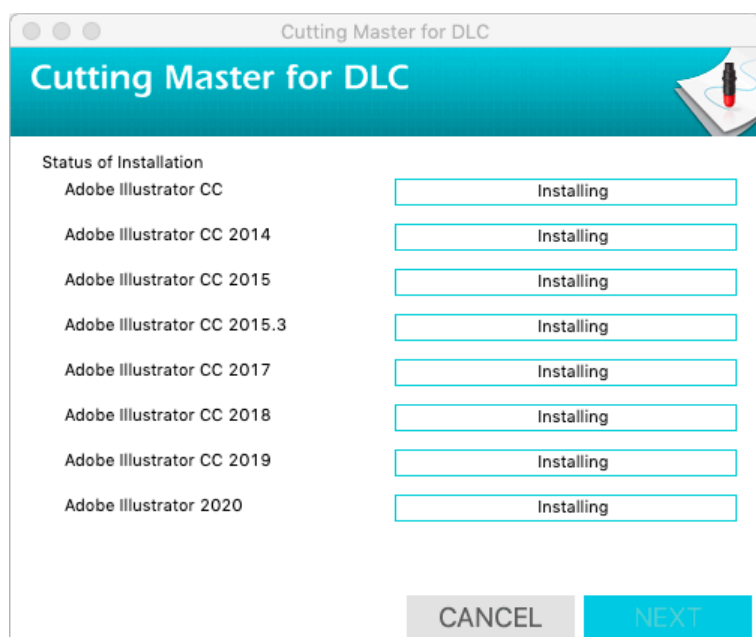 Cutting Master for DLC
Cutting Master for DLC
Status of Installation
Adobe Illustrator CC Installing
Adobe Illustrator CC 2014 Installing
Adobe Illustrator CC 2015 Installing
Adobe Illustrator CC 2015.3 Installing
Adobe Illustrator CC 2017 Installing
Adobe Illustrator CC 2018 Installing
Adobe Illustrator CC 2019 Installing
Adobe Illustrator 2020 Installing
CANCEL NEXT